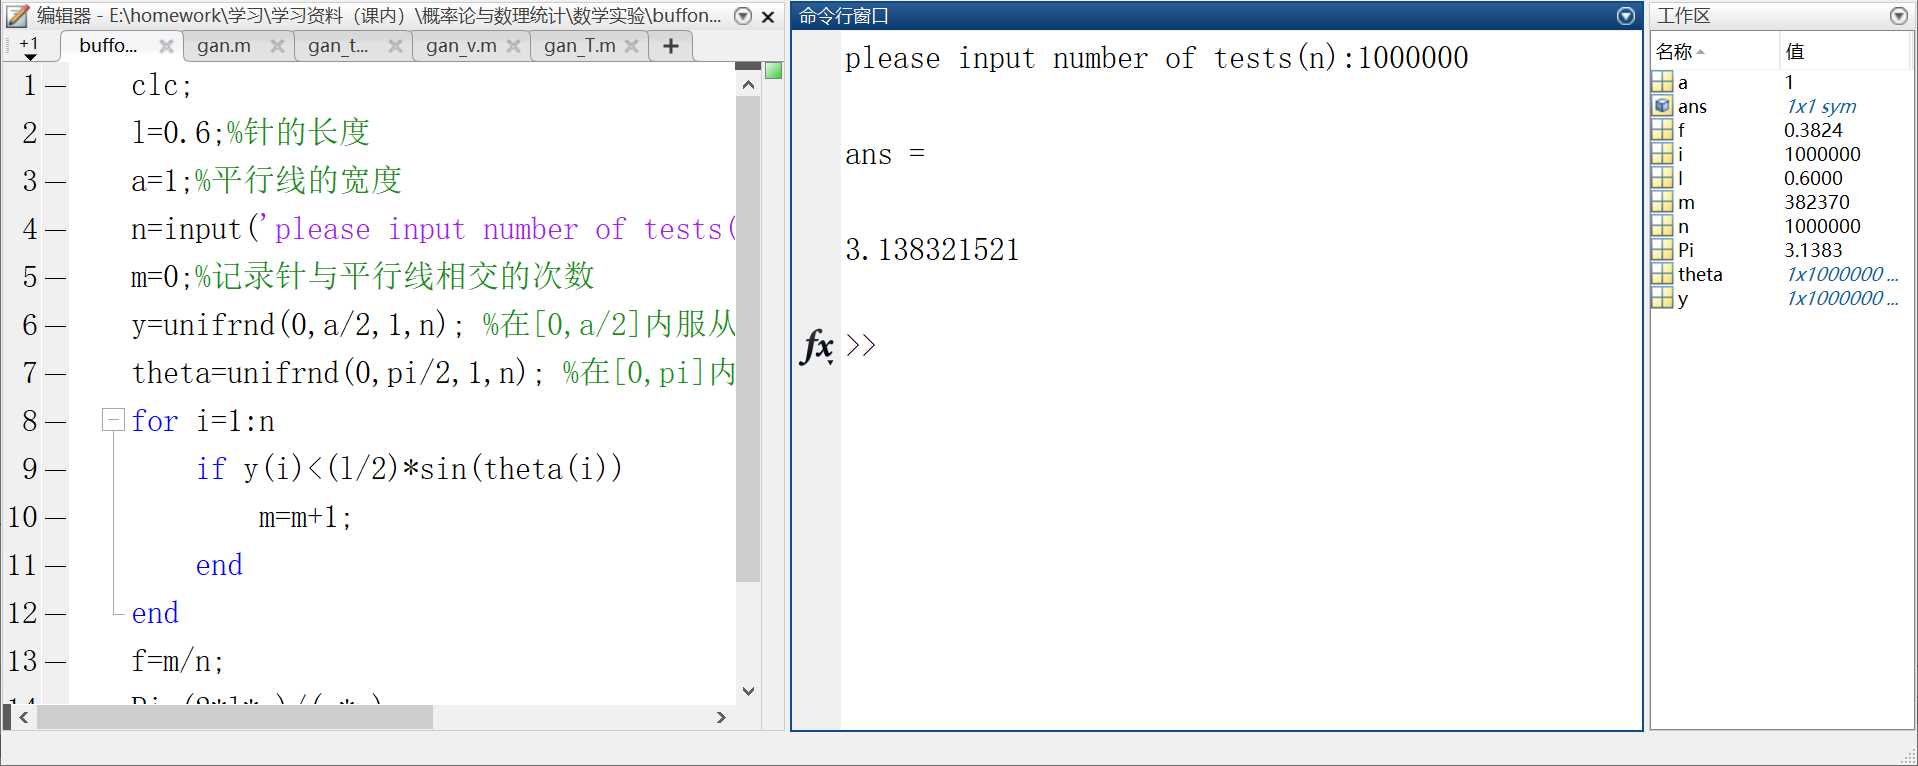 编辑器 - E:\homework\学习\学习资料（课内）\概率论与数理统计\数学实验\buffon...
+1 buffo... gan.m gan_t... gan_v.m gan_T.m
1 clc;
2 l=0.6;%针的长度
3 a=1;%平行线的宽度
4 n=input('please input number of tests(
5 m=0;%记录针与平行线相交的次数
6 y=unifrnd(0,a/2,1,n); %在[0,a/2]内服从
7 theta=unifrnd(0,pi/2,1,n); %在[0,pi]内
8 for i=1:n
9 if y(i)<(l/2)*sin(theta(i))
10 m=m+1;
11 end
12 end
13 f=m/n;
命令行窗口
please input number of tests(n):1000000
ans =
3.138321521
fx >>
工作区
名称 值
a 1
ans 1x1 sym
f 0.3824
i 1000000
l 0.6000
m 382370
n 1000000
Pi 3.1383
theta 1x1000000 ...
y 1x1000000 ...